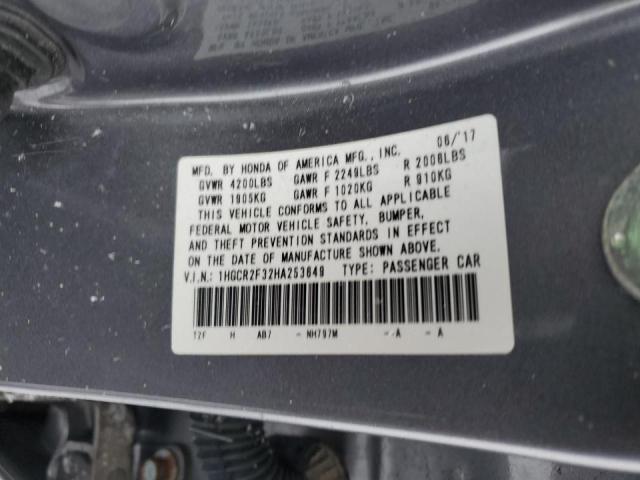 MFD. BY HONDA OF AMERICA MFG., INC. 06/'17
GVWR 4200LBS GAWR F 2249LBS R 2006LBS
GVWR 1905KG GAWR F 1020KG R 910KG
THIS VEHICLE CONFORMS TO ALL APPLICABLE
FEDERAL MOTOR VEHICLE SAFETY, BUMPER,
AND THEFT PREVENTION STANDARDS IN EFFECT
ON THE DATE OF MANUFACTURE SHOWN ABOVE.
V.I.N.: 1HGCR2F32HA253649 TYPE: PASSENGER CAR
T2F H AB7 - NH797M - -A - A